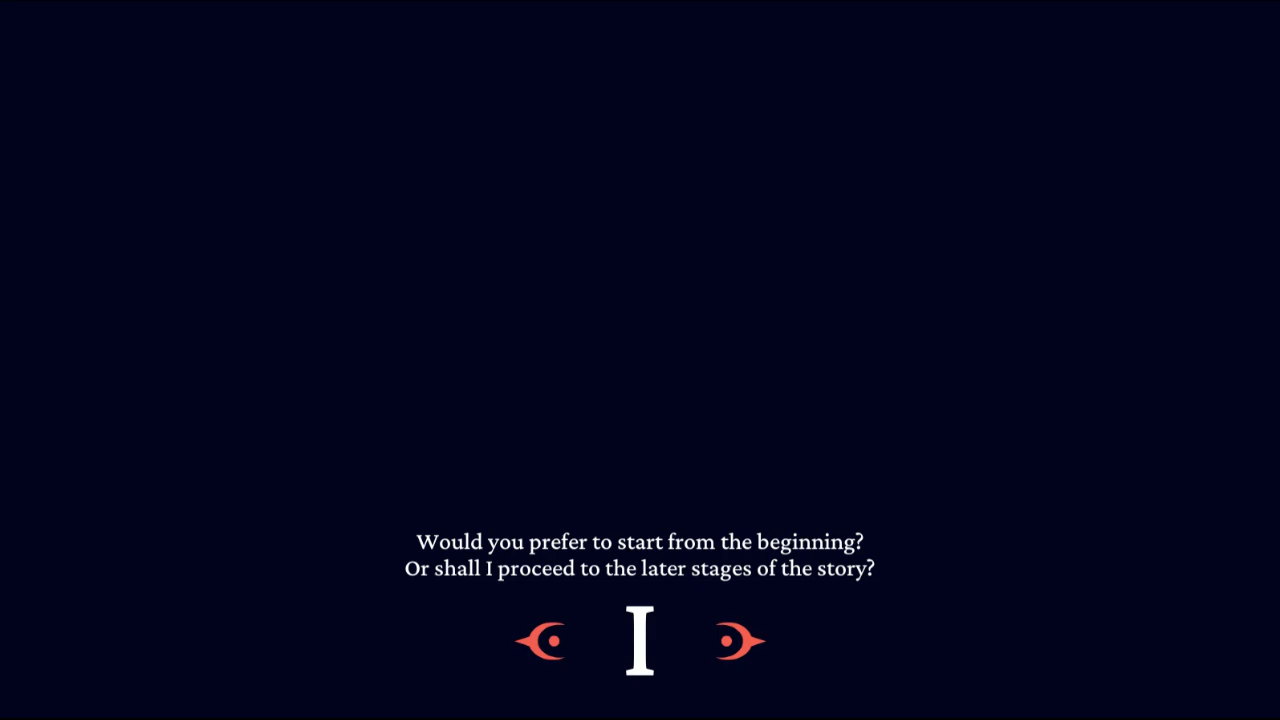 Would you prefer to start from the beginning?
Or shall I proceed to the later stages of the story?
I